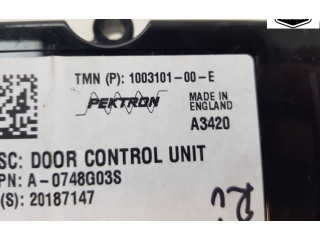 TMN (P): 1003101-00-E
PEKTRON
MADE IN
ENGLAND
A3420
SC: DOOR CONTROL UNIT
PN: A-0748G03S
(S): 20187147